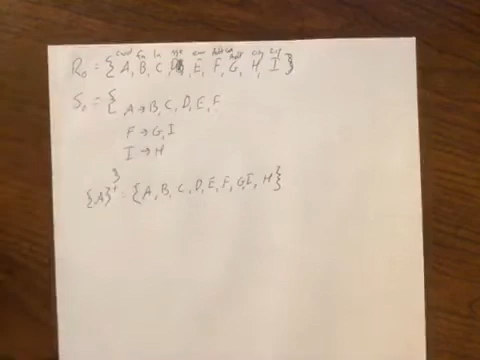 R₀ = { A, B, C, D, E, F, G, H, I }
S₀ = { A → B, C, D, E, F
F → G, I
I → H
}
{A}⁺ = { A, B, C, D, E, F, G, I, H }